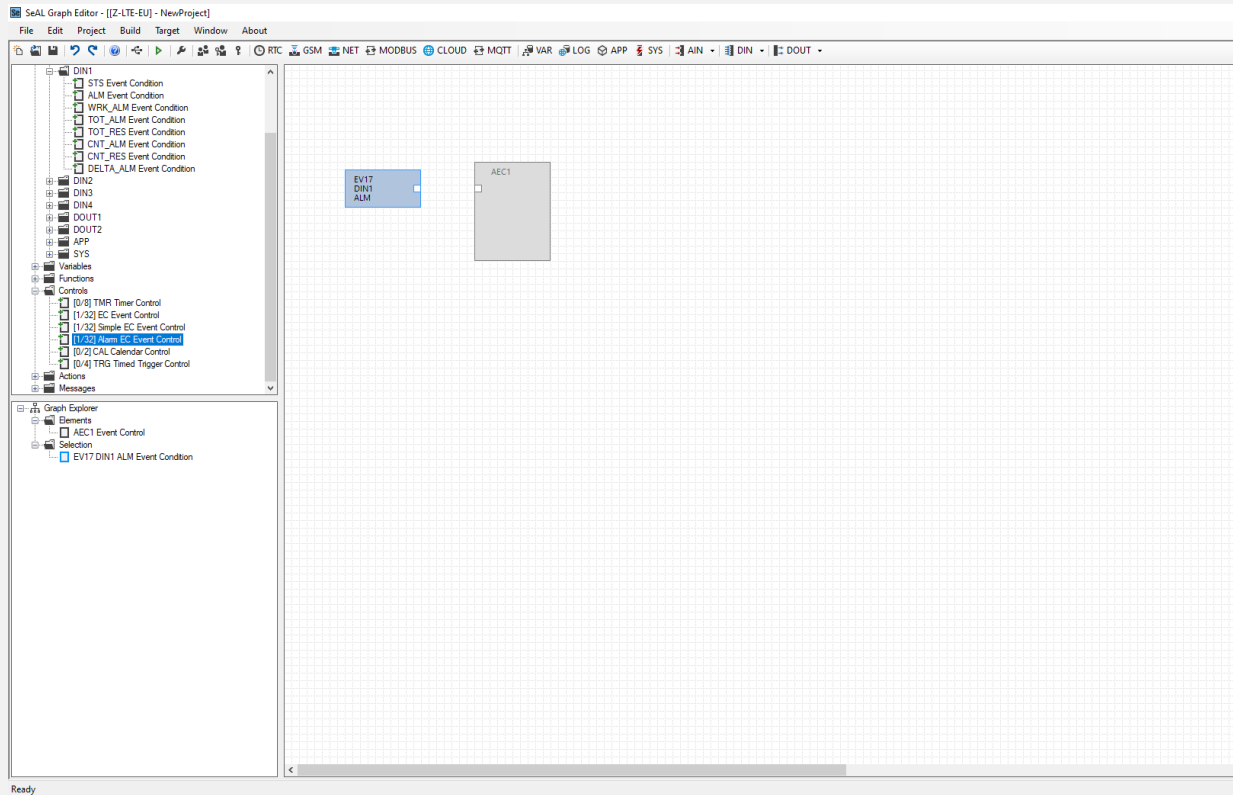 Se SeAL Graph Editor - [[Z-LTE-EU] - NewProject]
File Edit Project Build Target Window About
RTC GSM NET MODBUS CLOUD MQTT VAR LOG APP SYS AIN DIN DOUT
DIN1
STS Event Condition
ALM Event Condition
WRK_ALM Event Condition
TOT_ALM Event Condition
TOT_RES Event Condition
CNT_ALM Event Condition
CNT_RES Event Condition
DELTA_ALM Event Condition
DIN2
DIN3
DIN4
DOUT1
DOUT2
APP
SYS
Variables
Functions
Controls
[0/8] TMR Timer Control
[1/32] EC Event Control
[1/32] Simple EC Event Control
[1/32] Alarm EC Event Control
[0/2] CAL Calendar Control
[0/4] TRG Timed Trigger Control
Actions
Messages
Graph Explorer
Elements
AEC1 Event Control
Selection
EV17 DIN1 ALM Event Condition
EV17
DIN1
ALM
AEC1
Ready